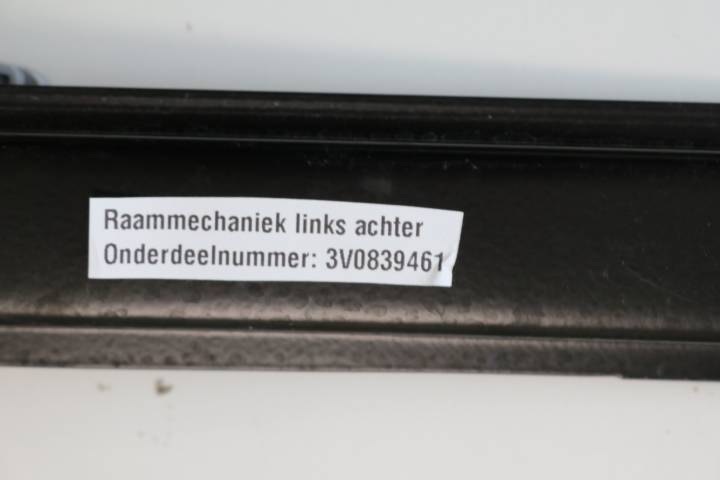 Raammechaniek links achter
Onderdeelnummer: 3V0839461